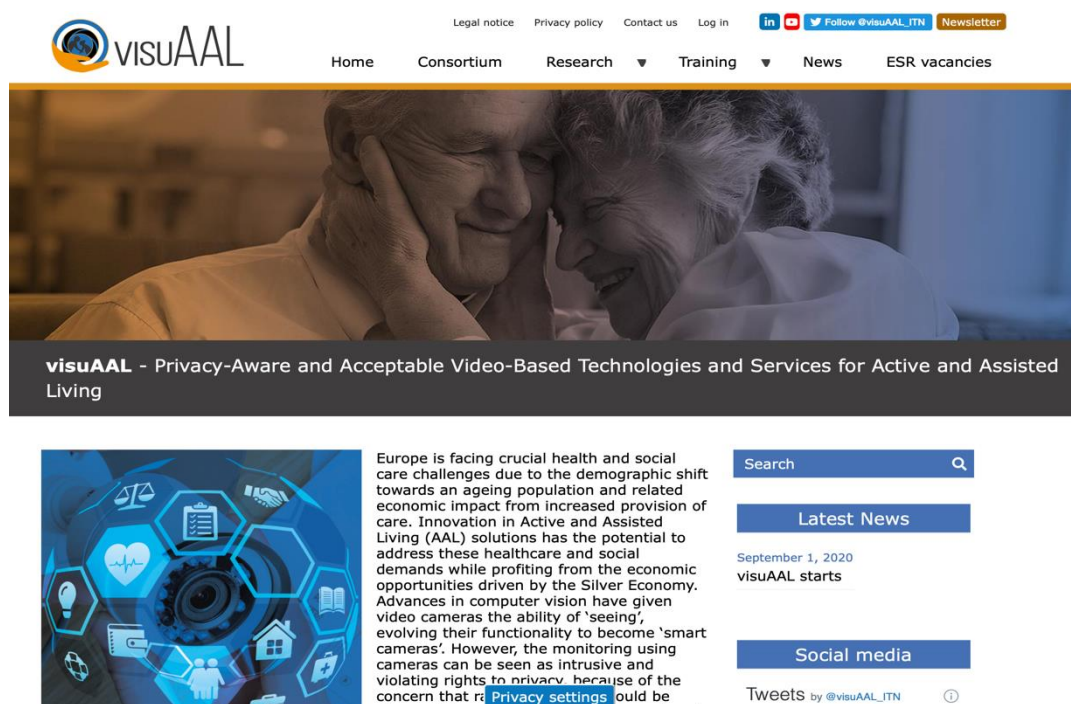 visuAAL
Legal notice Privacy policy Contact us Log in in Follow @visuAAL_ITN Newsletter
Home Consortium Research Training News ESR vacancies
visuAAL - Privacy-Aware and Acceptable Video-Based Technologies and Services for Active and Assisted
Living
Europe is facing crucial health and social
care challenges due to the demographic shift
towards an ageing population and related
economic impact from increased provision of
care. Innovation in Active and Assisted
Living (AAL) solutions has the potential to
address these healthcare and social
demands while profiting from the economic
opportunities driven by the Silver Economy.
Advances in computer vision have given
video cameras the ability of ‘seeing’,
evolving their functionality to become ‘smart
cameras’. However, the monitoring using
cameras can be seen as intrusive and
violating rights to privacy, because of the
concern that ould be
Privacy settings
Search
Latest News
September 1, 2020
visuAAL starts
Social media
Tweets by @visuAAL_ITN